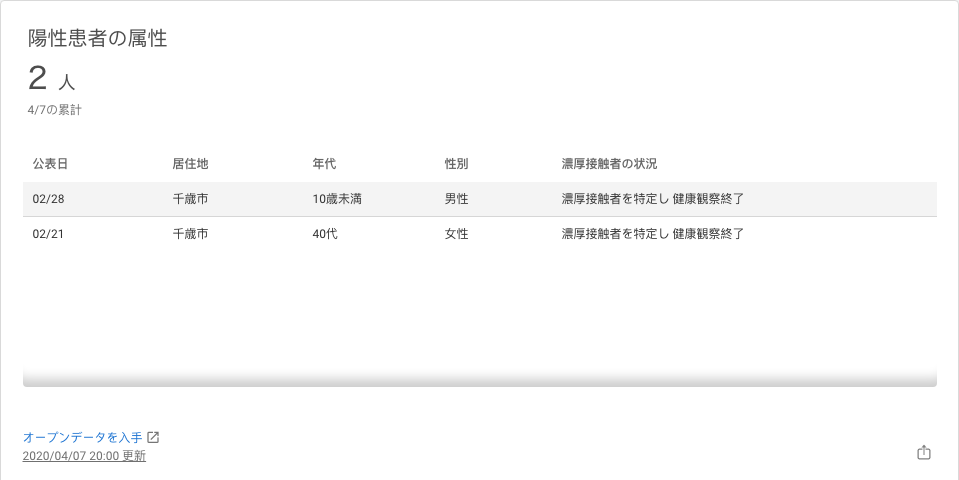 陽性患者の属性
2 人
4/7の累計
公表日 居住地 年代 性別 濃厚接触者の状況
02/28 千歳市 10歳未満 男性 濃厚接触者を特定し 健康観察終了
02/21 千歳市 40代 女性 濃厚接触者を特定し 健康観察終了
オープンデータを入手
2020/04/07 20:00 更新